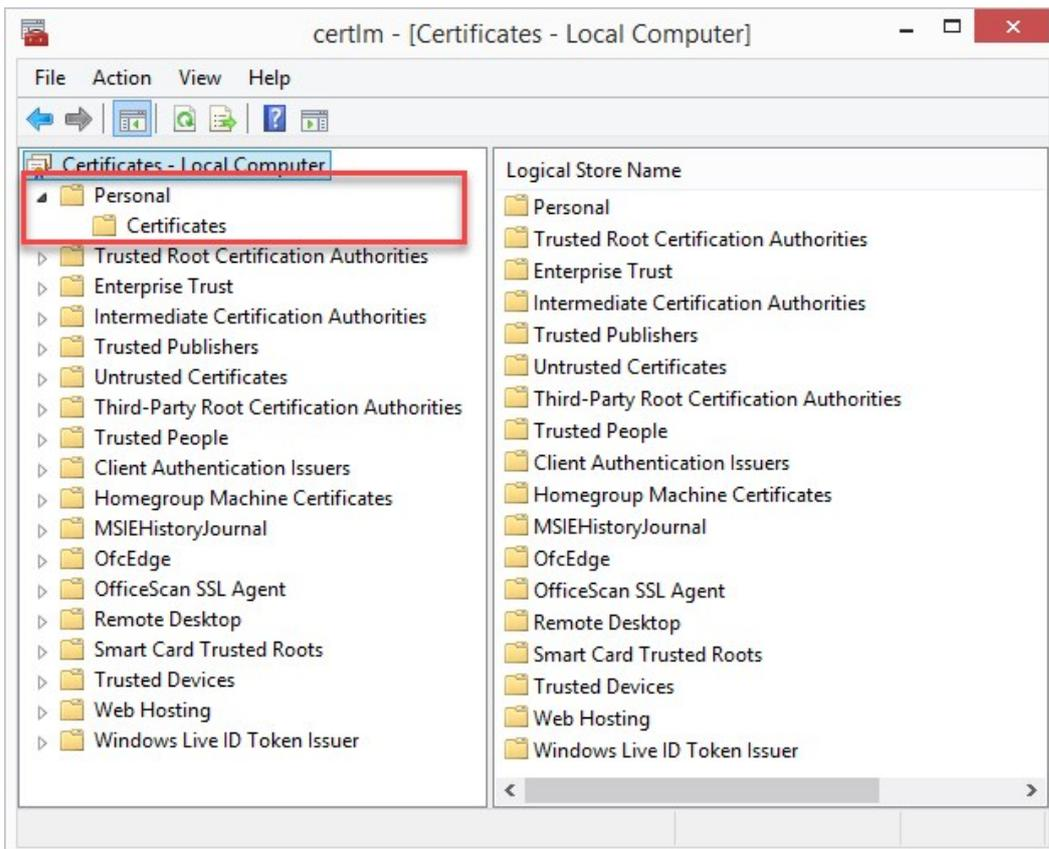 certlm - [Certificates - Local Computer]
File Action View Help
Certificates - Local Computer
Personal
Certificates
Trusted Root Certification Authorities
Enterprise Trust
Intermediate Certification Authorities
Trusted Publishers
Untrusted Certificates
Third-Party Root Certification Authorities
Trusted People
Client Authentication Issuers
Homegroup Machine Certificates
MSIEHistoryJournal
OfcEdge
OfficeScan SSL Agent
Remote Desktop
Smart Card Trusted Roots
Trusted Devices
Web Hosting
Windows Live ID Token Issuer
Logical Store Name
Personal
Trusted Root Certification Authorities
Enterprise Trust
Intermediate Certification Authorities
Trusted Publishers
Untrusted Certificates
Third-Party Root Certification Authorities
Trusted People
Client Authentication Issuers
Homegroup Machine Certificates
MSIEHistoryJournal
OfcEdge
OfficeScan SSL Agent
Remote Desktop
Smart Card Trusted Roots
Trusted Devices
Web Hosting
Windows Live ID Token Issuer